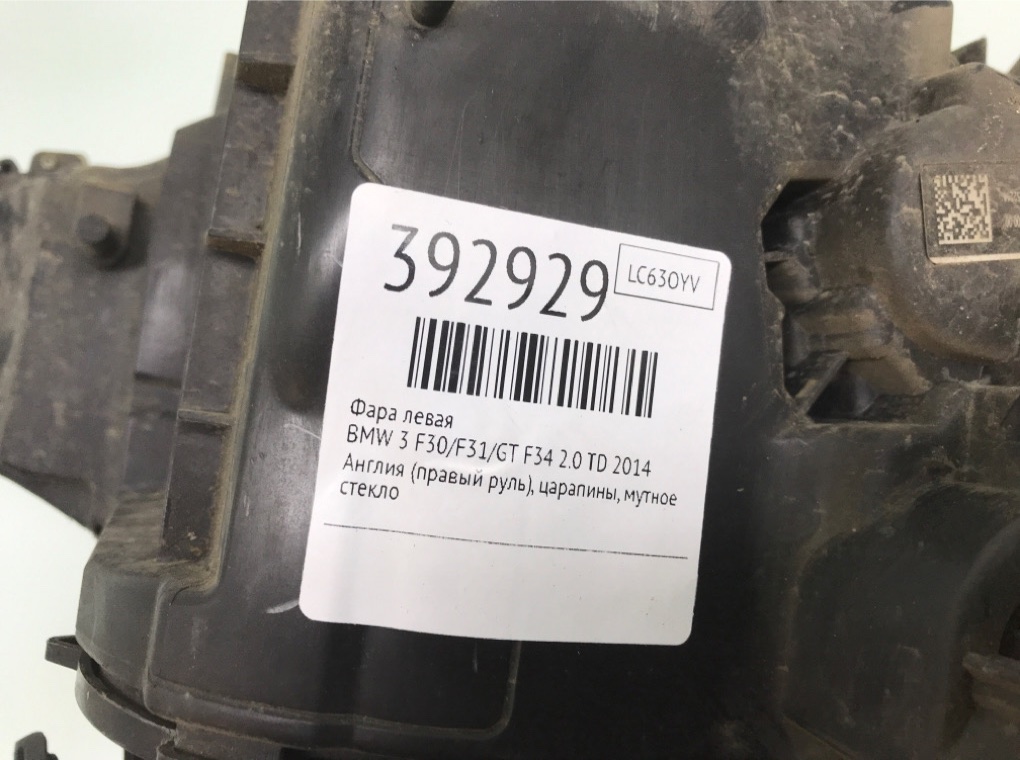 392929
LC630YV
Фара левая
BMW 3 F30/F31/GT F34 2.0 TD 2014
Англия (правый руль), царапины, мутное
стекло